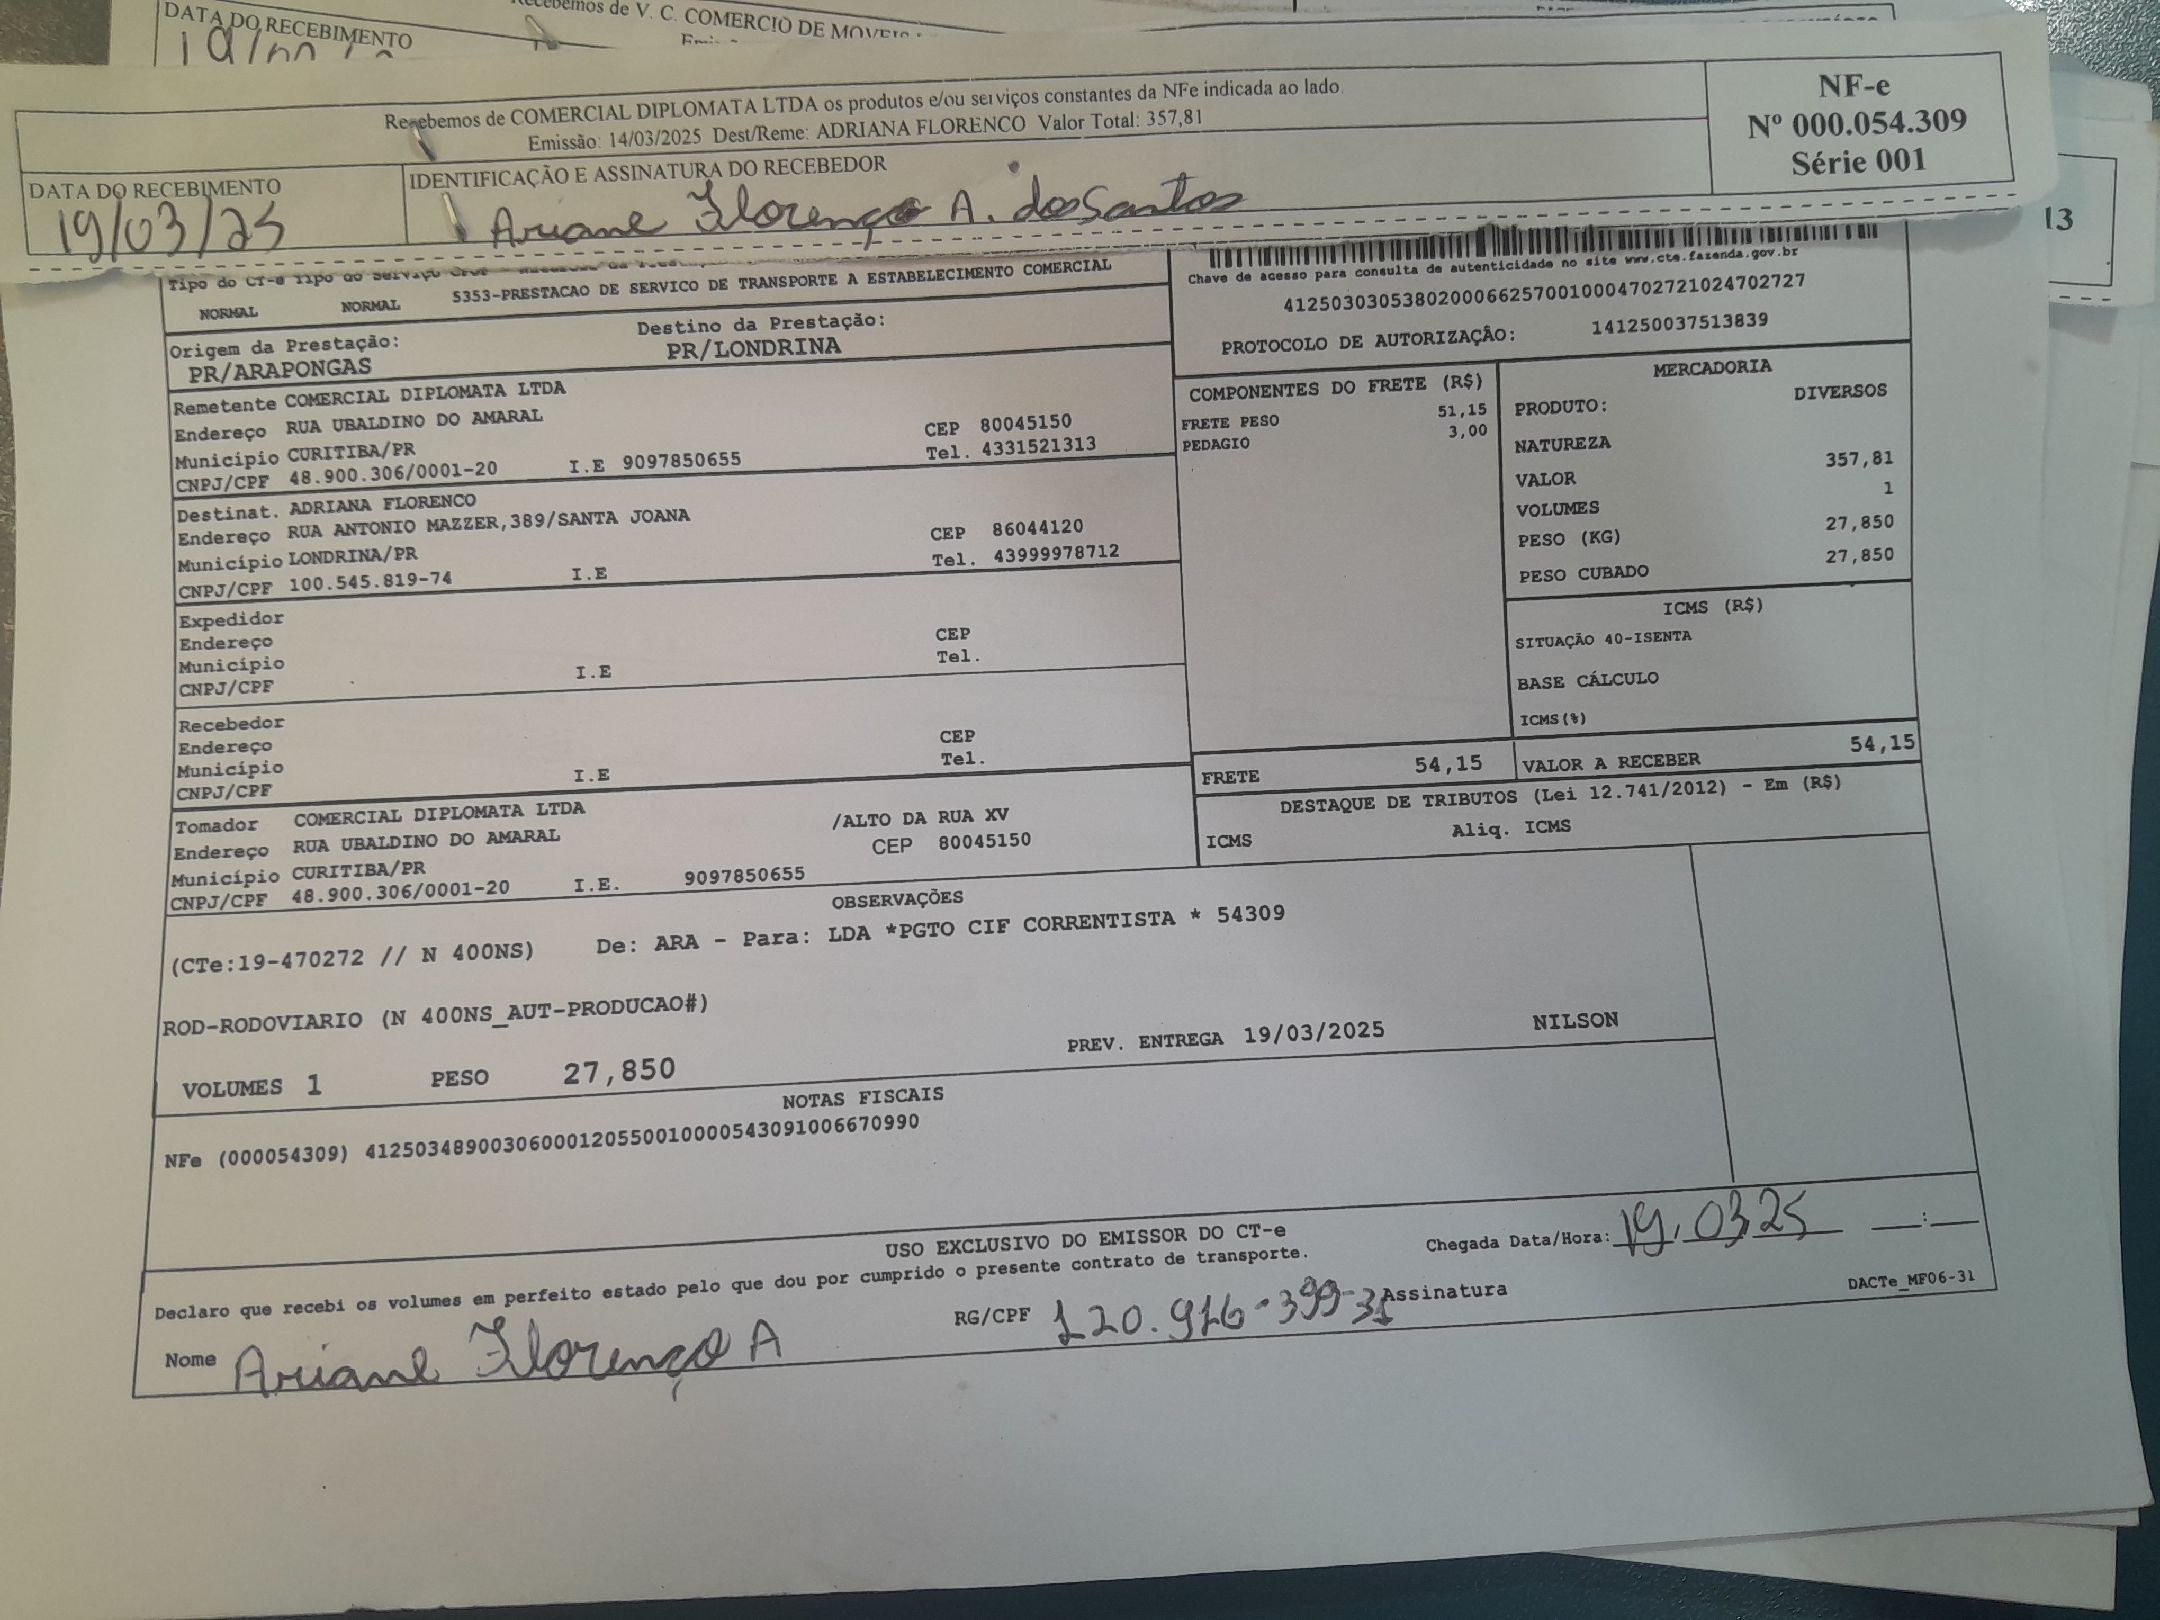 DATA DO RECEBIMENTO
Recebemos de V. C. COMERCIO DE MOVEIS
Recebemos de COMERCIAL DIPLOMATA LTDA os produtos e/ou serviços constantes da NFe indicada ao lado.
Emissão: 14/03/2025 Dest/Reme: ADRIANA FLORENCO Valor Total: 357,81
NF-e
Nº 000.054.309
Série 001
DATA DO RECEBIMENTO
19/03/25
IDENTIFICAÇÃO E ASSINATURA DO RECEBEDOR
Ariane Florenço A. dos Santos
13
Tipo do CT-e Tipo do Serviço
NORMAL NORMAL 5353-PRESTACAO DE SERVICO DE TRANSPORTE A ESTABELECIMENTO COMERCIAL
Chave de acesso para consulta de autenticidade no site www.cte.fazenda.gov.br
41250303053802000662570010004702721024702727
PROTOCOLO DE AUTORIZAÇÃO: 141250037513839
Origem da Prestação: Destino da Prestação:
PR/ARAPONGAS PR/LONDRINA
Remetente COMERCIAL DIPLOMATA LTDA
Endereço RUA UBALDINO DO AMARAL CEP 80045150
Município CURITIBA/PR Tel. 4331521313
CNPJ/CPF 48.900.306/0001-20 I.E 9097850655
Destinat. ADRIANA FLORENCO
Endereço RUA ANTONIO MAZZER,389/SANTA JOANA CEP 86044120
Município LONDRINA/PR Tel. 43999978712
CNPJ/CPF 100.545.819-74 I.E
Expedidor
Endereço CEP
Município Tel.
CNPJ/CPF I.E
Recebedor
Endereço CEP
Município Tel.
CNPJ/CPF I.E
Tomador COMERCIAL DIPLOMATA LTDA /ALTO DA RUA XV
Endereço RUA UBALDINO DO AMARAL CEP 80045150
Município CURITIBA/PR
CNPJ/CPF 48.900.306/0001-20 I.E. 9097850655
COMPONENTES DO FRETE (R$)
FRETE PESO 51,15
PEDAGIO 3,00
MERCADORIA
PRODUTO: DIVERSOS
NATUREZA
VALOR 357,81
VOLUMES 1
PESO (KG) 27,850
PESO CUBADO 27,850
ICMS (R$)
SITUAÇÃO 40-ISENTA
BASE CÁLCULO
ICMS(%)
FRETE 54,15 VALOR A RECEBER 54,15
DESTAQUE DE TRIBUTOS (Lei 12.741/2012) - Em (R$)
ICMS Aliq. ICMS
OBSERVAÇÕES
(CTe:19-470272 // N 400NS) De: ARA - Para: LDA *PGTO CIF CORRENTISTA * 54309
ROD-RODOVIARIO (N 400NS_AUT-PRODUCAO#)
VOLUMES 1 PESO 27,850 PREV. ENTREGA 19/03/2025 NILSON
NOTAS FISCAIS
NFe (000054309) 41250348900306000120550010000543091006670990
USO EXCLUSIVO DO EMISSOR DO CT-e
Declaro que recebi os volumes em perfeito estado pelo que dou por cumprido o presente contrato de transporte.
Chegada Data/Hora: 19.03.25 __:__
Nome Ariane Florenço A RG/CPF 120.916-399-31 Assinatura
DACTe_MF06-31